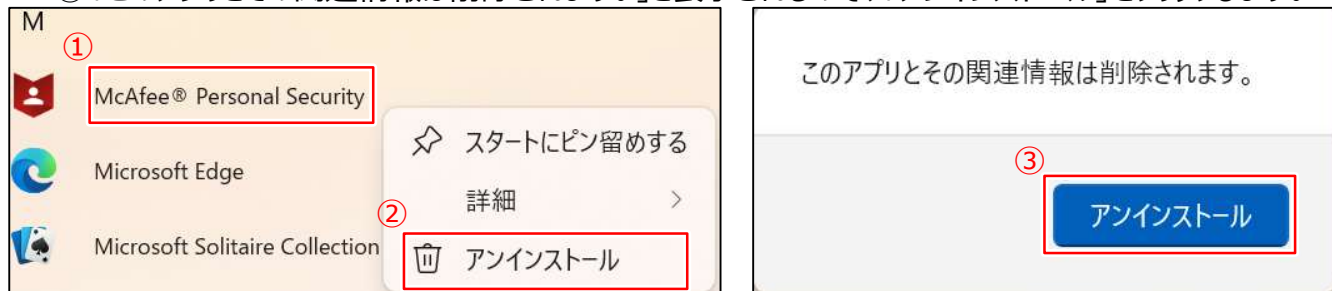 M
①
McAfee® Personal Security
スタートにピン留めする
Microsoft Edge
詳細
②
Microsoft Solitaire Collection
アンインストール
このアプリとその関連情報は削除されます。
③
アンインストール